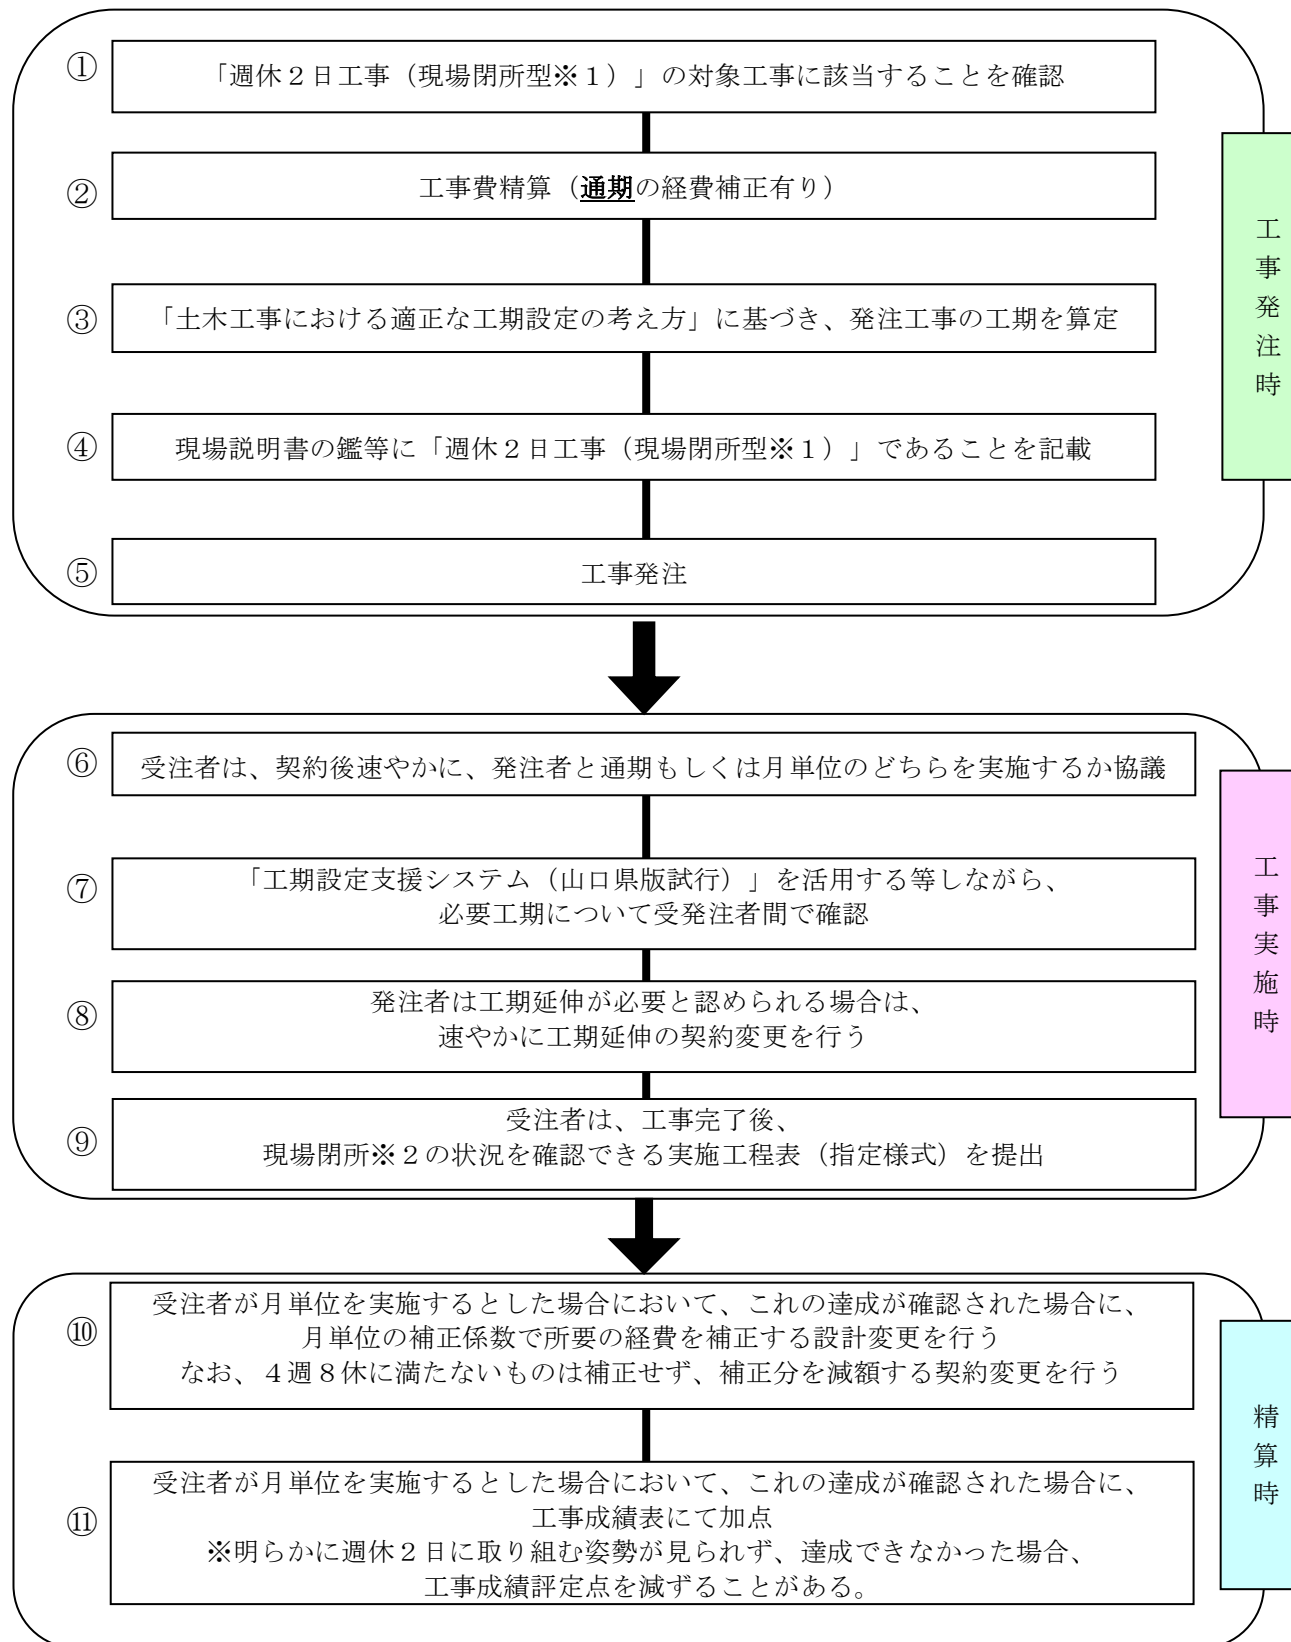 ①
「週休２日工事（現場閉所型※１）」の対象工事に該当することを確認
②
工事費精算（通期の経費補正有り）
③
「土木工事における適正な工期設定の考え方」に基づき、発注工事の工期を算定
④
現場説明書の鑑等に「週休２日工事（現場閉所型※１）」であることを記載
⑤
工事発注
工事発注時
⑥
受注者は、契約後速やかに、発注者と通期もしくは月単位のどちらを実施するか協議
⑦
「工期設定支援システム（山口県版試行）」を活用する等しながら、
必要工期について受発注者間で確認
⑧
発注者は工期延伸が必要と認められる場合は、
速やかに工期延伸の契約変更を行う
⑨
受注者は、工事完了後、
現場閉所※２の状況を確認できる実施工程表（指定様式）を提出
工事実施時
⑩
受注者が月単位を実施するとした場合において、これの達成が確認された場合に、
月単位の補正係数で所要の経費を補正する設計変更を行う
なお、４週８休に満たないものは補正せず、補正分を減額する契約変更を行う
⑪
受注者が月単位を実施するとした場合において、これの達成が確認された場合に、
工事成績表にて加点
※明らかに週休２日に取り組む姿勢が見られず、達成できなかった場合、
工事成績評定点を減ずることがある。
精算時